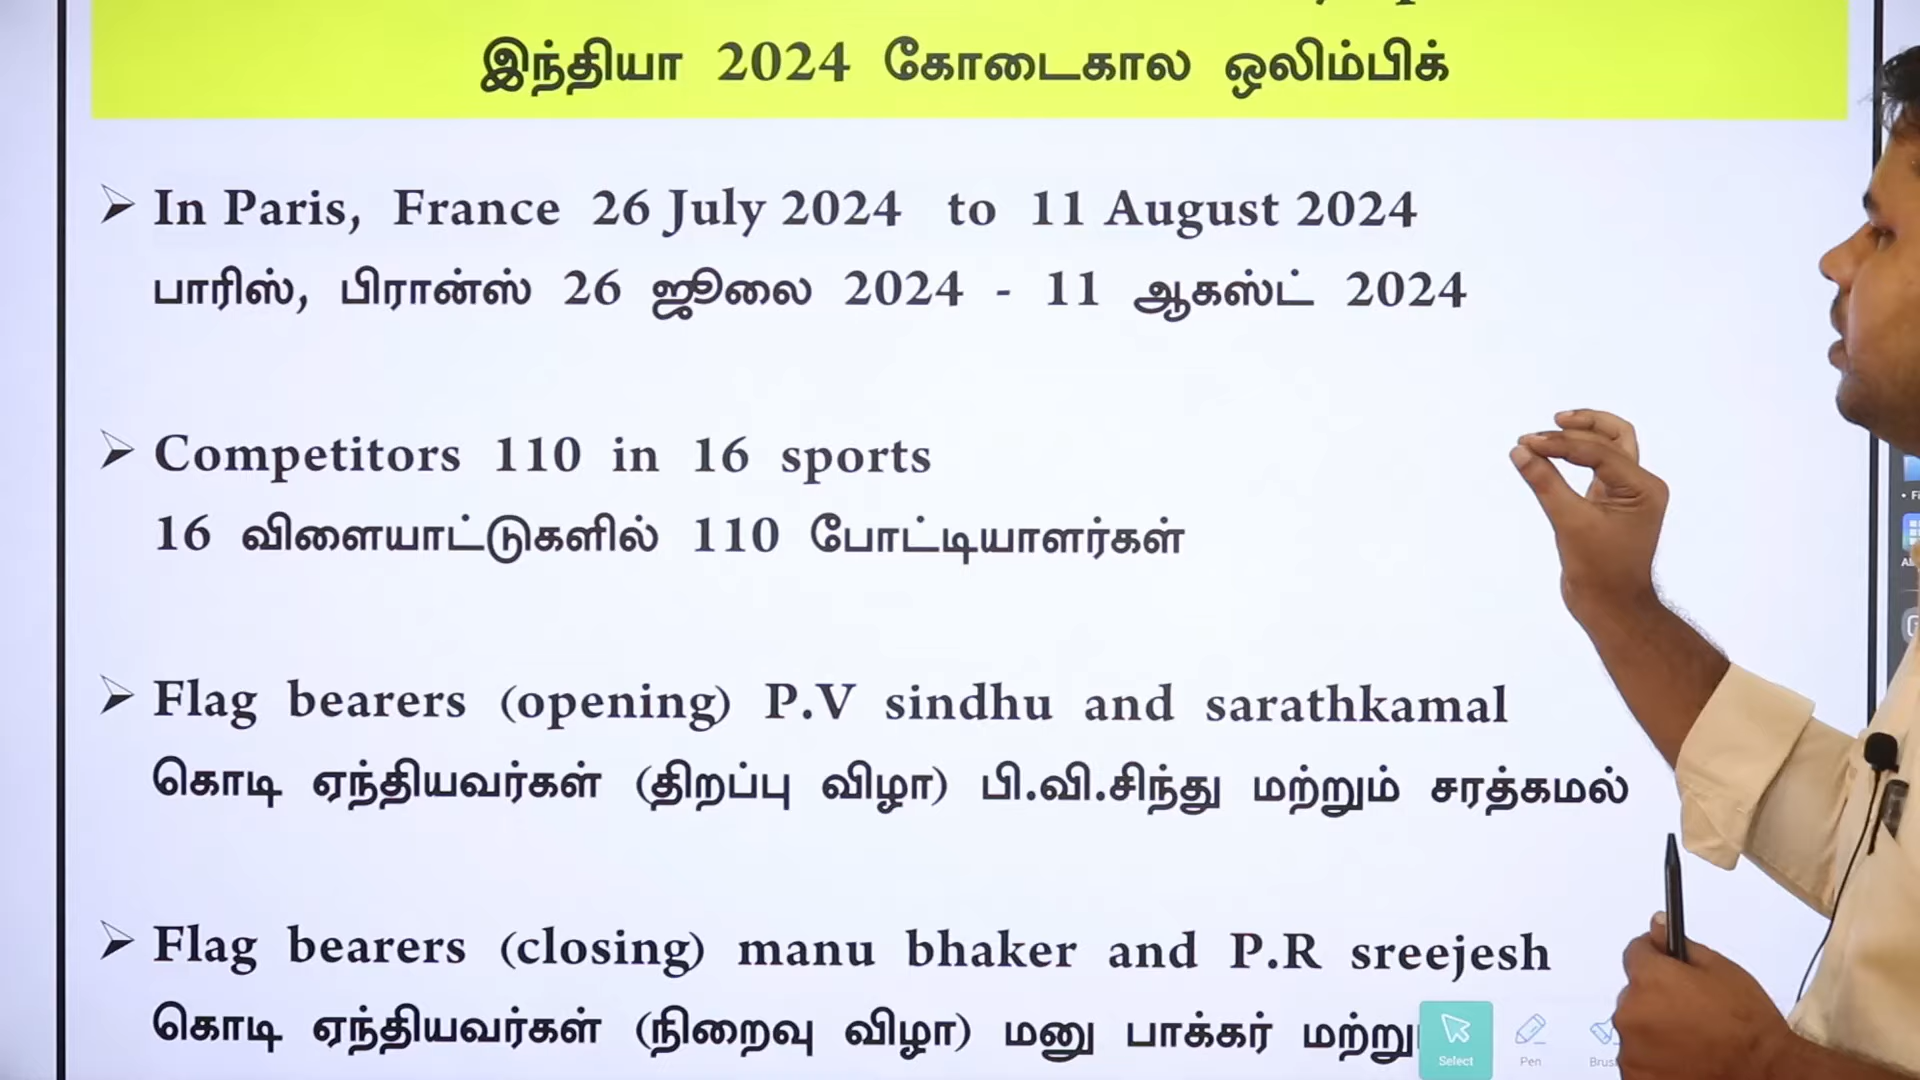 இந்தியா 2024 கோடைகால ஒலிம்பிக்
In Paris, France 26 July 2024 to 11 August 2024
பாரிஸ், பிரான்ஸ் 26 ஜூலை 2024 - 11 ஆகஸ்ட் 2024
Competitors 110 in 16 sports
16 விளையாட்டுகளில் 110 போட்டியாளர்கள்
Flag bearers (opening) P.V sindhu and sarathkamal
கொடி ஏந்தியவர்கள் (திறப்பு விழா) பி.வி.சிந்து மற்றும் சரத்கமல்
Flag bearers (closing) manu bhaker and P.R sreejesh
கொடி ஏந்தியவர்கள் (நிறைவு விழா) மனு பாக்கர் மற்று
Select Pen